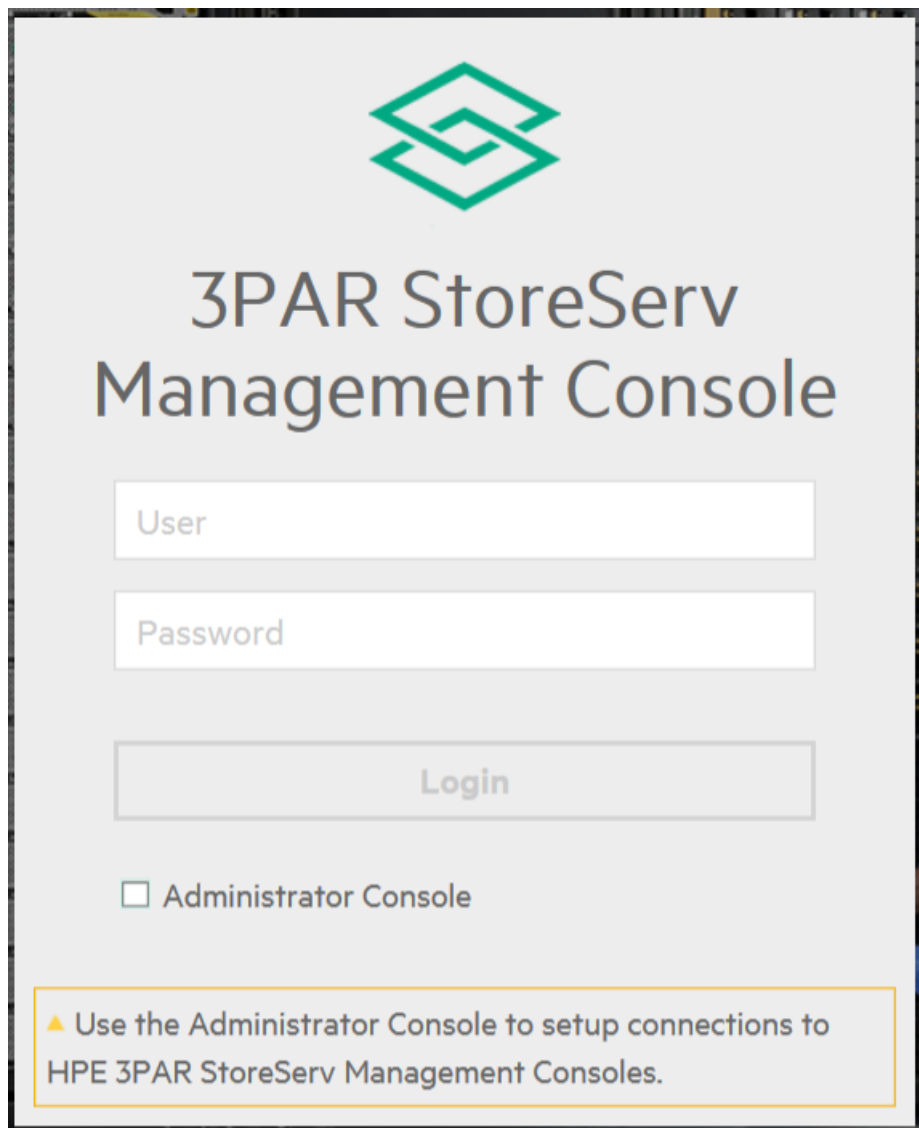 3PAR StoreServ
Management Console
User
Password
Login
Administrator Console
Use the Administrator Console to setup connections to
HPE 3PAR StoreServ Management Consoles.